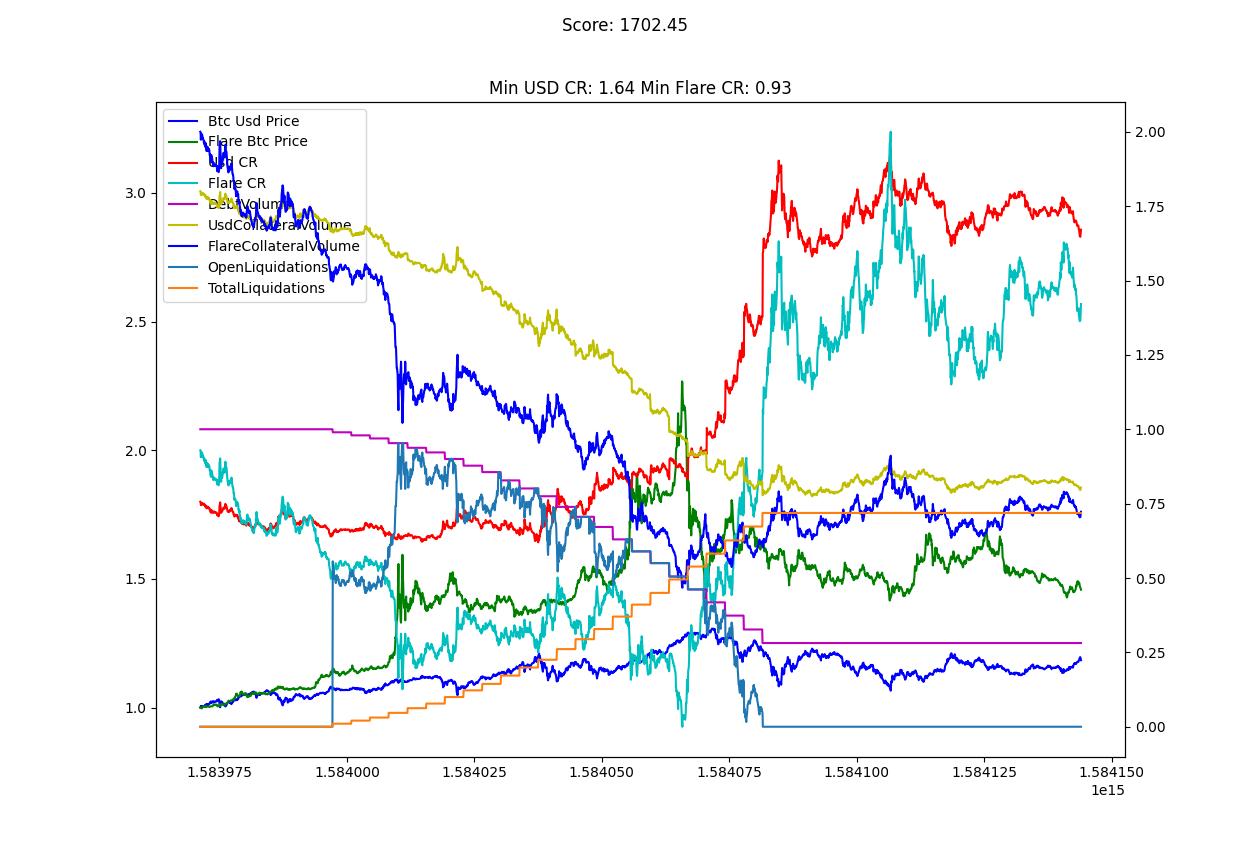 Score: 1702.45
Min USD CR: 1.64 Min Flare CR: 0.93
Btc Usd Price
Flare Btc Price
Usd CR
Flare CR
DebtVolume
UsdCollateralVolume
FlareCollateralVolume
OpenLiquidations
TotalLiquidations
3.0
2.5
2.0
1.5
1.0
2.00
1.75
1.50
1.25
1.00
0.75
0.50
0.25
0.00
1.583975 1.584000 1.584025 1.584050 1.584075 1.584100 1.584125 1.584150
1e15